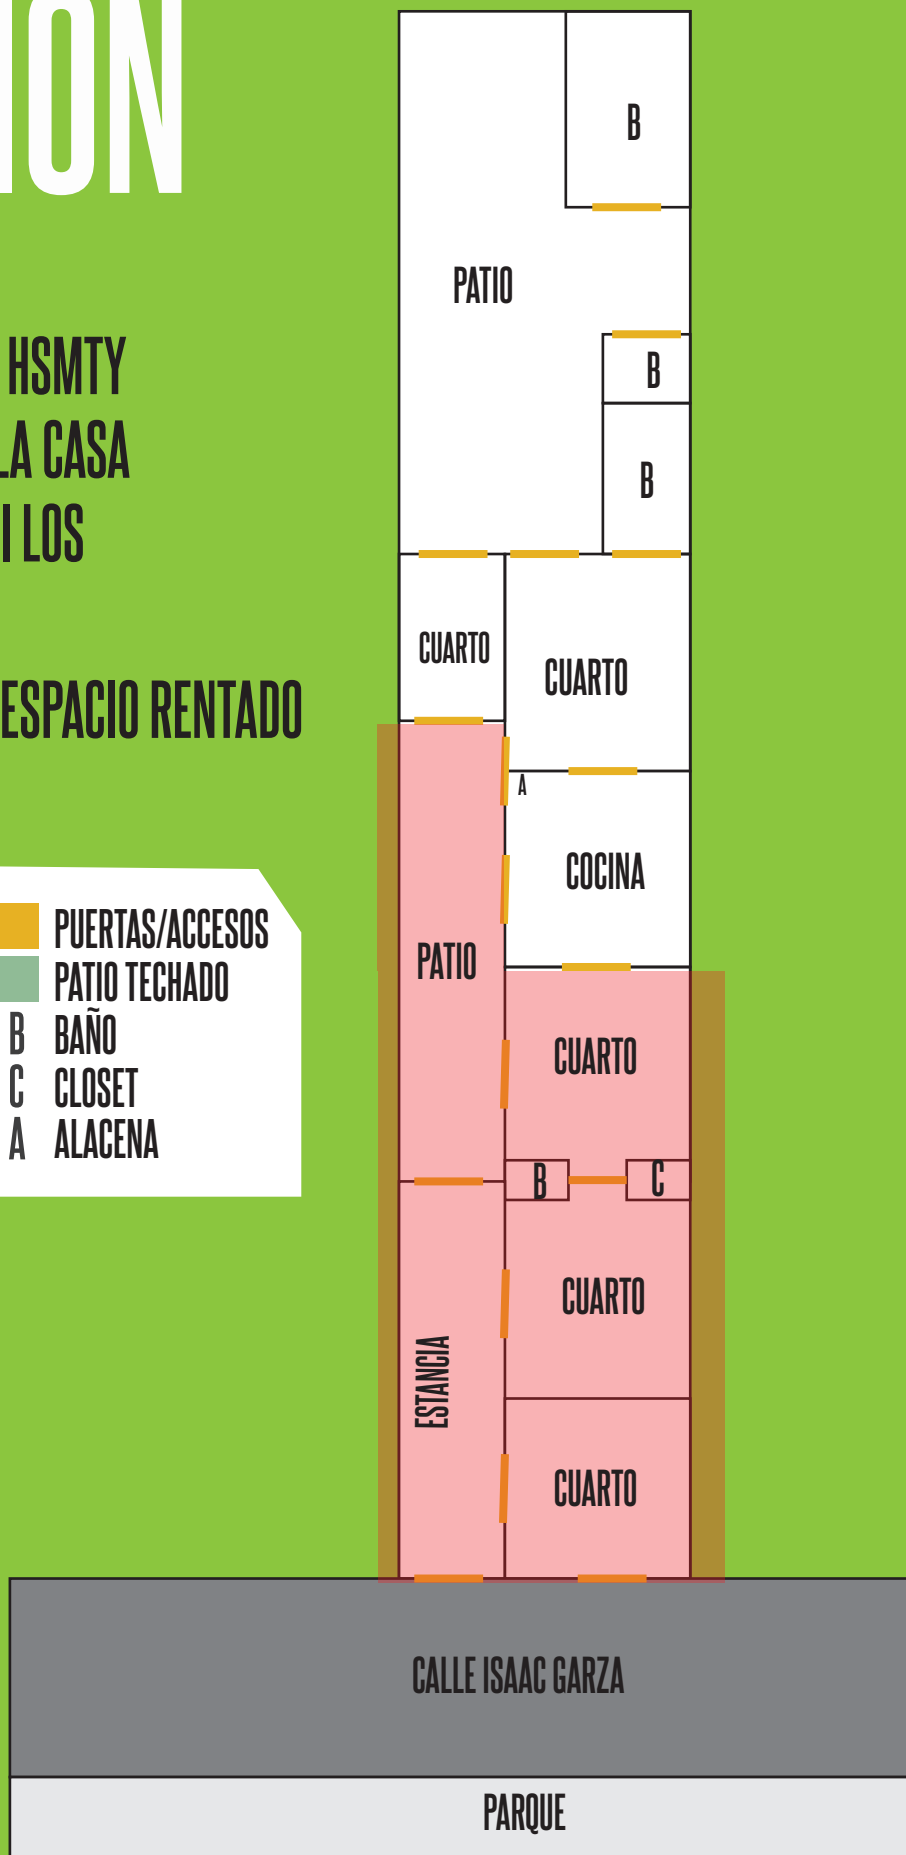 IÓN
HSMTY
LA CASA
I LOS
ESPACIO RENTADO
PUERTAS/ACCESOS
PATIO TECHADO
B BAÑO
C CLOSET
A ALACENA
B
PATIO
B
B
CUARTO
CUARTO
A
COCINA
PATIO
CUARTO
B
C
CUARTO
ESTANCIA
CUARTO
CALLE ISAAC GARZA
PARQUE